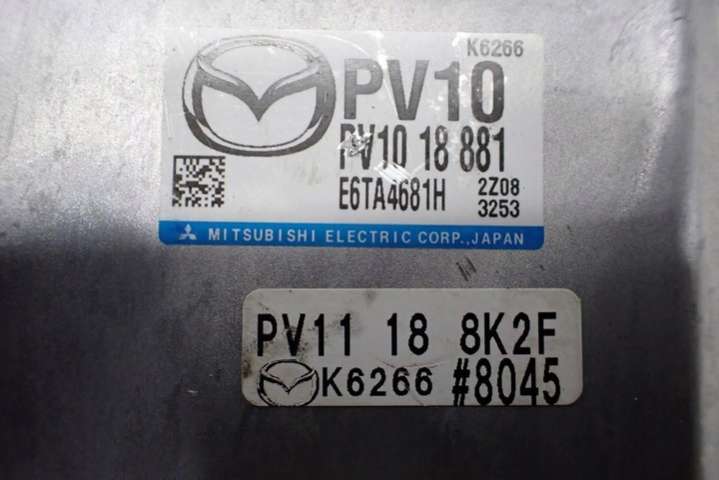 K6266
PV10
PV10 18 881
E6TA4681H
2Z08
3253
MITSUBISHI ELECTRIC CORP., JAPAN
PV11 18 8K2F
K6266 #8045